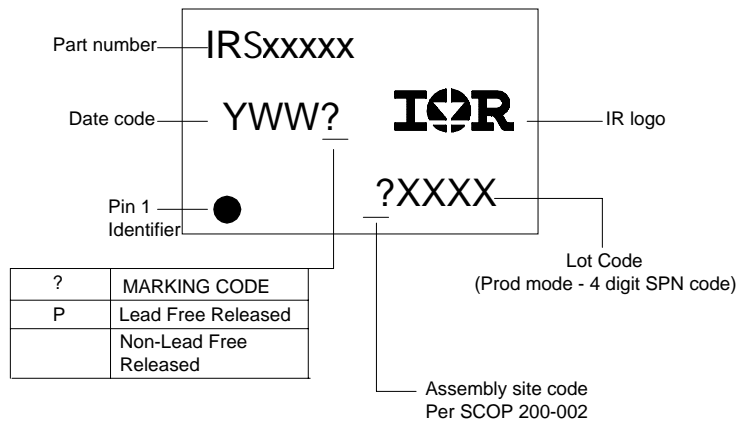 Part number
IRSxxxxx
Date code
YWW?
IOR
IR logo
?XXXX
Pin 1
Identifier
Lot Code
(Prod mode - 4 digit SPN code)
? MARKING CODE
P Lead Free Released
Non-Lead Free
Released
Assembly site code
Per SCOP 200-002